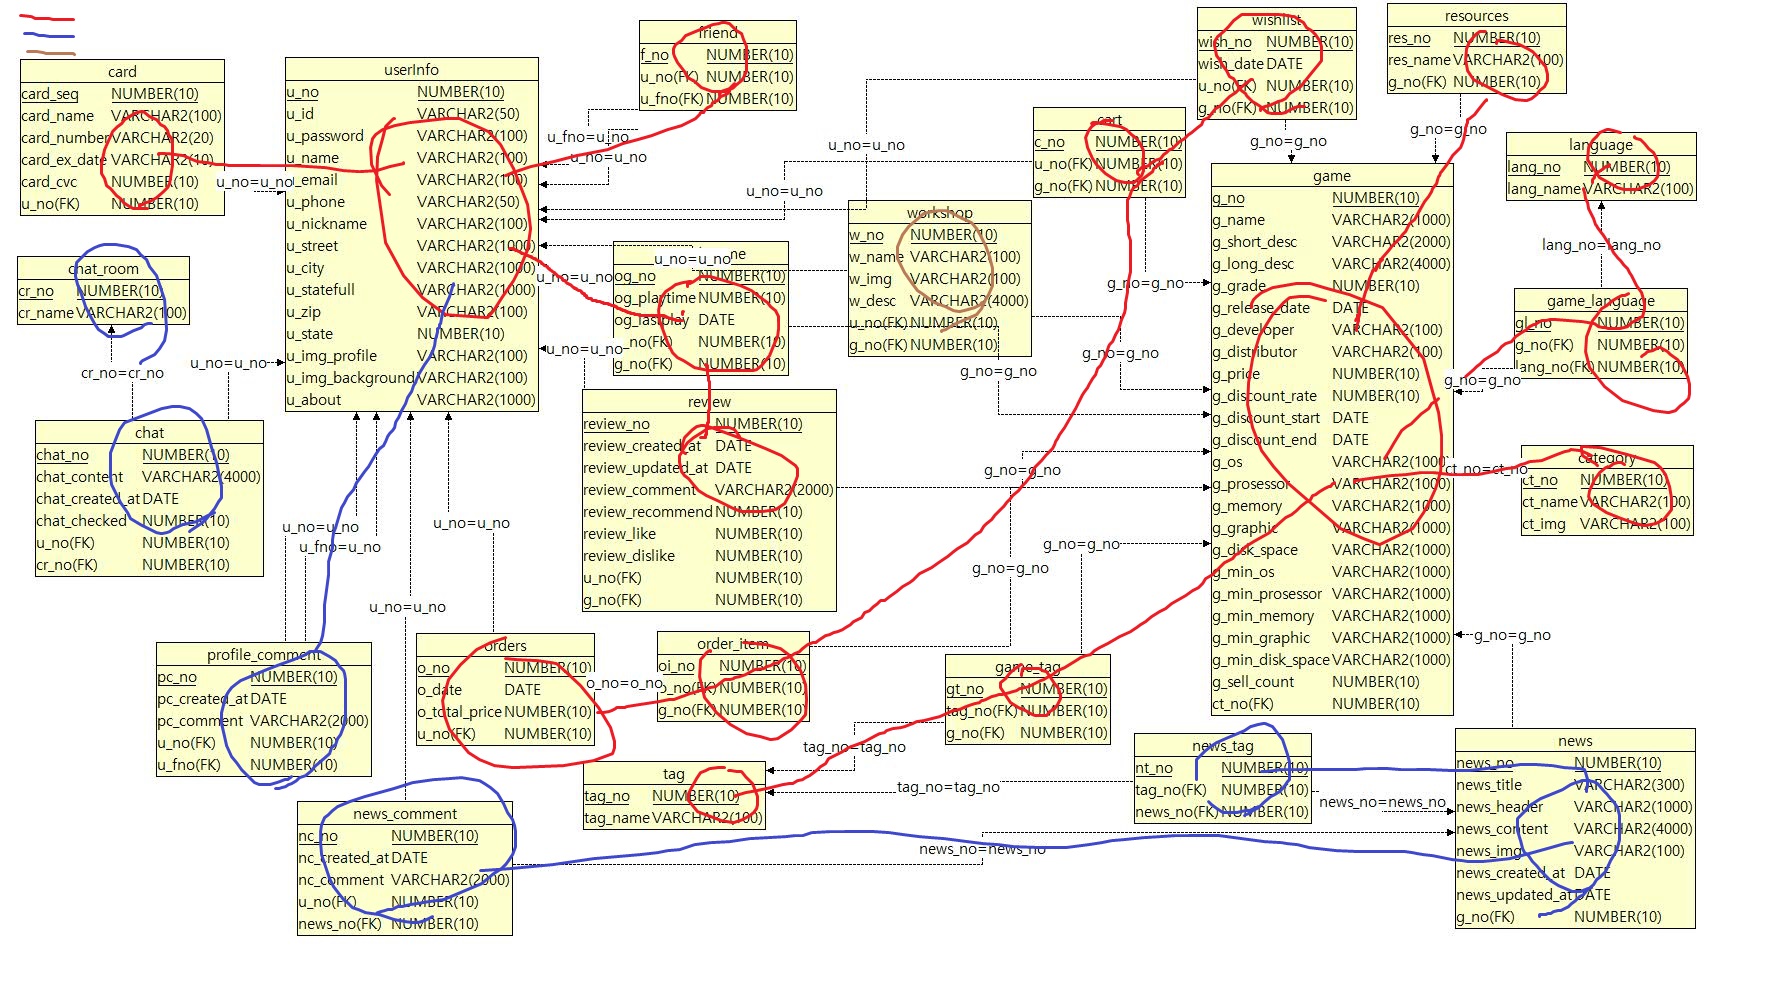 card
card_seq NUMBER(10)
card_name VARCHAR2(100)
card_number VARCHAR2(20)
card_ex_date VARCHAR2(10)
card_cvc NUMBER(10)
u_no(FK) NUMBER(10)
u_no=u_no
userInfo
u_no NUMBER(10)
u_id VARCHAR2(50)
u_password VARCHAR2(100)
u_name VARCHAR2(100)
u_email VARCHAR2(100)
u_phone VARCHAR2(50)
u_nickname VARCHAR2(100)
u_street VARCHAR2(1000)
u_city VARCHAR2(1000)
u_statefull VARCHAR2(1000)
u_zip VARCHAR2(100)
u_state NUMBER(10)
u_img_profile VARCHAR2(100)
u_img_background VARCHAR2(100)
u_about VARCHAR2(1000)
friend
f_no NUMBER(10)
u_no(FK) NUMBER(10)
u_fno(FK) NUMBER(10)
u_fno=u_no
u_no=u_no
wishlist
wish_no NUMBER(10)
wish_date DATE
u_no(FK) NUMBER(10)
g_no(FK) NUMBER(10)
u_no=u_no
g_no=g_no
resources
res_no NUMBER(10)
res_name VARCHAR2(100)
g_no(FK) NUMBER(10)
g_no=g_no
cart
c_no NUMBER(10)
u_no(FK) NUMBER(10)
g_no(FK) NUMBER(10)
u_no=u_no
g_no=g_no
language
lang_no NUMBER(10)
lang_name VARCHAR2(100)
lang_no=lang_no
game_language
gl_no NUMBER(10)
g_no(FK) NUMBER(10)
lang_no(FK) NUMBER(10)
g_no=g_no
workshop
w_no NUMBER(10)
w_name VARCHAR2(100)
w_img VARCHAR2(100)
w_desc VARCHAR2(4000)
u_no(FK) NUMBER(10)
g_no(FK) NUMBER(10)
u_no=u_no
g_no=g_no
me
og_no NUMBER(10)
og_playtime NUMBER(10)
og_lastplay DATE
u_no(FK) NUMBER(10)
g_no(FK) NUMBER(10)
u_no=u_no
g_no=g_no
game
g_no NUMBER(10)
g_name VARCHAR2(1000)
g_short_desc VARCHAR2(2000)
g_long_desc VARCHAR2(4000)
g_grade NUMBER(10)
g_release_date DATE
g_developer VARCHAR2(100)
g_distributor VARCHAR2(100)
g_price NUMBER(10)
g_discount_rate NUMBER(10)
g_discount_start DATE
g_discount_end DATE
g_os VARCHAR2(1000)
g_prosessor VARCHAR2(1000)
g_memory VARCHAR2(1000)
g_graphic VARCHAR2(1000)
g_disk_space VARCHAR2(1000)
g_min_os VARCHAR2(1000)
g_min_prosessor VARCHAR2(1000)
g_min_memory VARCHAR2(1000)
g_min_graphic VARCHAR2(1000)
g_min_disk_space VARCHAR2(1000)
g_sell_count NUMBER(10)
ct_no(FK) NUMBER(10)
category
ct_no NUMBER(10)
ct_name VARCHAR2(100)
ct_img VARCHAR2(100)
ct_no=ct_no
chat_room
cr_no NUMBER(10)
cr_name VARCHAR2(100)
cr_no=cr_no
u_no=u_no
chat
chat_no NUMBER(10)
chat_content VARCHAR2(4000)
chat_created_at DATE
chat_checked NUMBER(10)
u_no(FK) NUMBER(10)
cr_no(FK) NUMBER(10)
review
review_no NUMBER(10)
review_created_at DATE
review_updated_at DATE
review_comment VARCHAR2(2000)
review_recommend NUMBER(10)
review_like NUMBER(10)
review_dislike NUMBER(10)
u_no(FK) NUMBER(10)
g_no(FK) NUMBER(10)
u_no=u_no
g_no=g_no
profile_comment
pc_no NUMBER(10)
pc_created_at DATE
pc_comment VARCHAR2(2000)
u_no(FK) NUMBER(10)
u_fno(FK) NUMBER(10)
u_no=u_no
u_fno=u_no
orders
o_no NUMBER(10)
o_date DATE
o_total_price NUMBER(10)
u_no(FK) NUMBER(10)
u_no=u_no
o_no=o_no
order_item
oi_no NUMBER(10)
o_no(FK) NUMBER(10)
g_no(FK) NUMBER(10)
g_no=g_no
game_tag
gt_no NUMBER(10)
tag_no(FK) NUMBER(10)
g_no(FK) NUMBER(10)
g_no=g_no
tag_no=tag_no
tag
tag_no NUMBER(10)
tag_name VARCHAR2(100)
tag_no=tag_no
news_tag
nt_no NUMBER(10)
tag_no(FK) NUMBER(10)
news_no(FK) NUMBER(10)
news_no=news_no
news
news_no NUMBER(10)
news_title VARCHAR2(300)
news_header VARCHAR2(1000)
news_content VARCHAR2(4000)
news_img VARCHAR2(100)
news_created_at DATE
news_updated_at DATE
g_no(FK) NUMBER(10)
g_no=g_no
news_comment
nc_no NUMBER(10)
nc_created_at DATE
nc_comment VARCHAR2(2000)
u_no(FK) NUMBER(10)
news_no(FK) NUMBER(10)
u_no=u_no
news_no=news_no